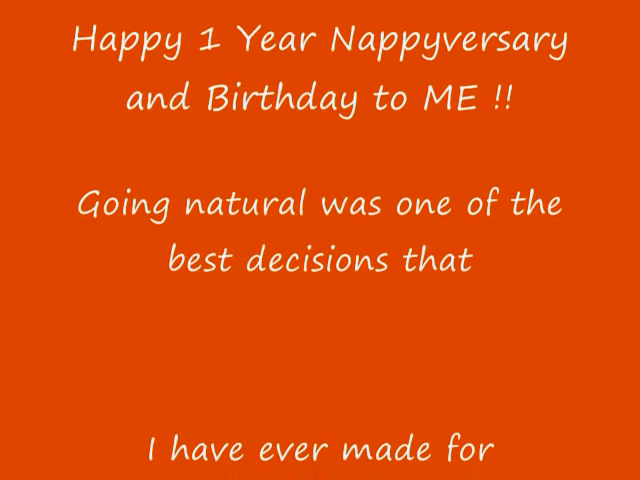 Happy 1 Year Nappyversary
and Birthday to ME !!
Going natural was one of the
best decisions that
I have ever made for